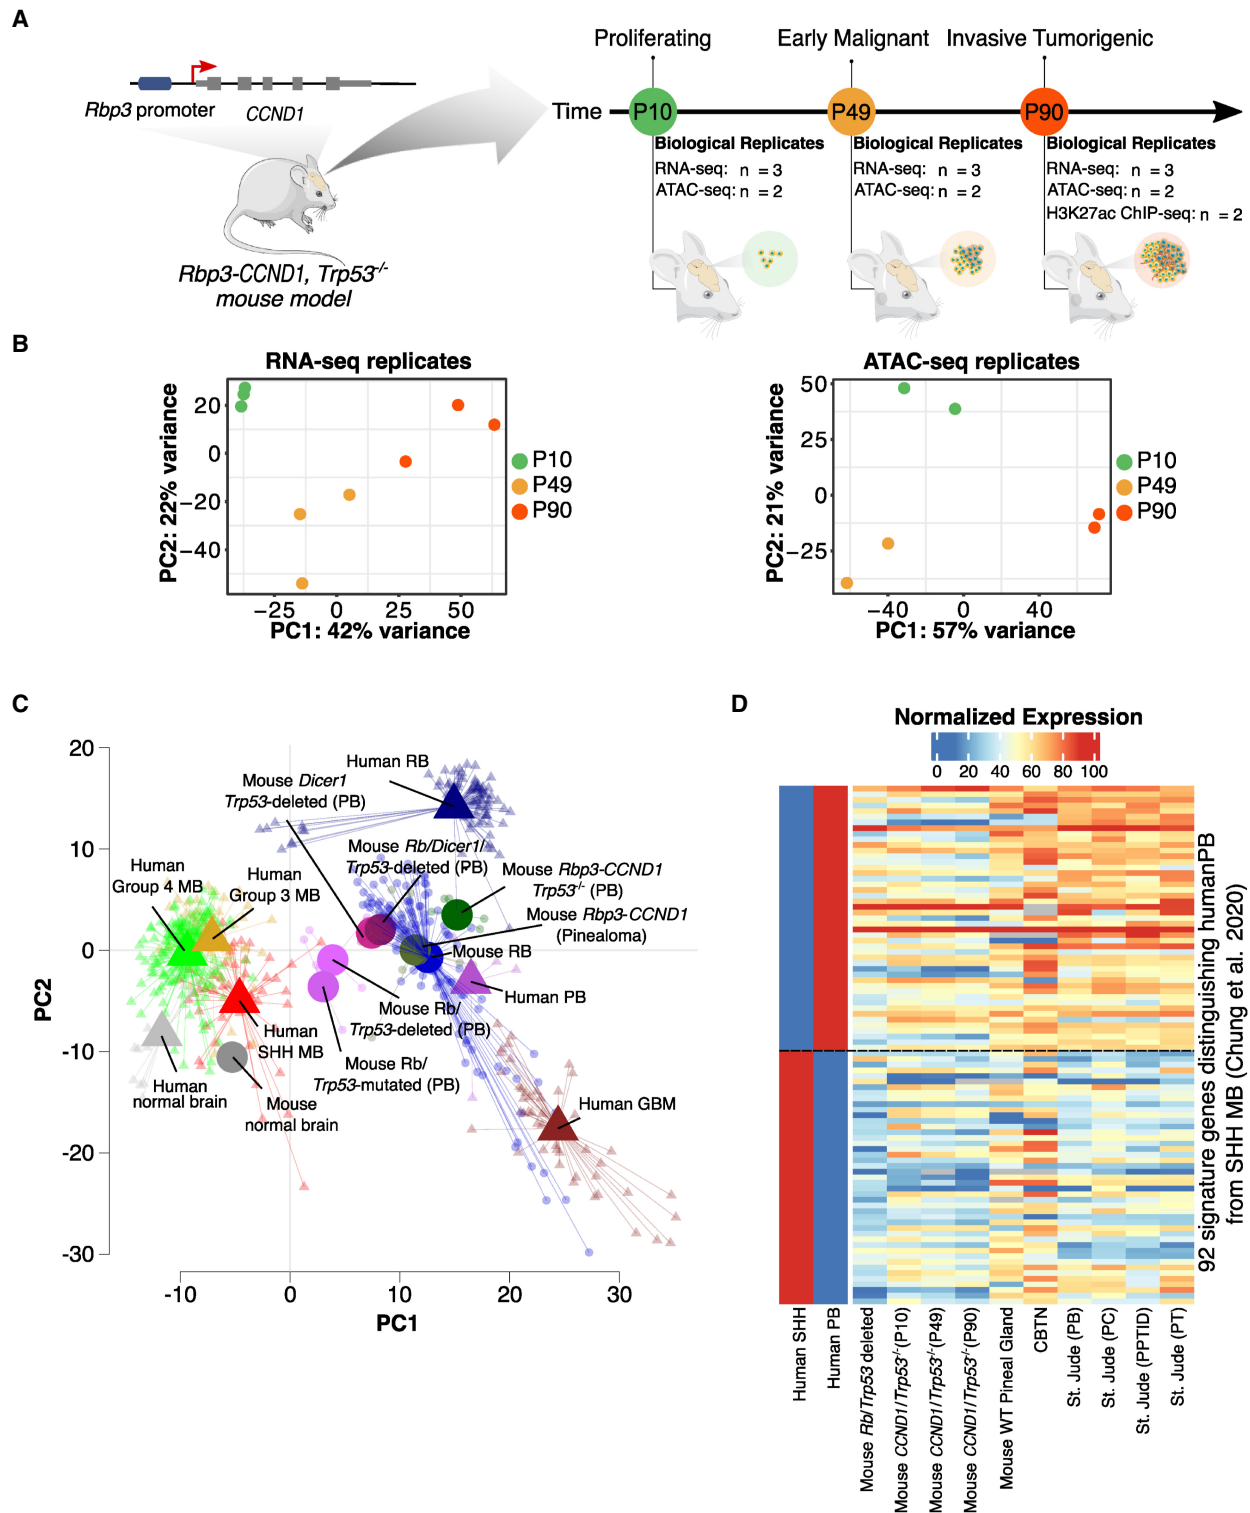 A
Rbp3 promoter
CCND1
Rbp3-CCND1, Trp53-/-
mouse model
Proliferating
Early Malignant
Invasive Tumorigenic
Time
P10
P49
P90
Biological Replicates
RNA-seq: n = 3
ATAC-seq: n = 2
Biological Replicates
RNA-seq: n = 3
ATAC-seq: n = 2
Biological Replicates
RNA-seq: n = 3
ATAC-seq: n = 2
H3K27ac ChIP-seq: n = 2
B
RNA-seq replicates
PC2: 22% variance
20
0
−20
−40
−25 0 25 50
PC1: 42% variance
P10
P49
P90
ATAC-seq replicates
PC2: 21% variance
50
25
0
−25
−40 0 40
PC1: 57% variance
P10
P49
P90
C
PC2
20
10
0
-10
-20
-30
-10 0 10 20 30
PC1
Human RB
Mouse Dicer1
Trp53-deleted (PB)
Mouse Rb/Dicer1/
Trp53-deleted (PB)
Human
Group 4 MB
Human
Group 3 MB
Mouse Rbp3-CCND1
Trp53-/- (PB)
Mouse Rbp3-CCND1
(Pinealoma)
Mouse RB
Human PB
Mouse Rb/
Trp53-deleted (PB)
Human
SHH MB
Mouse Rb/
Trp53-mutated (PB)
Human
normal brain
Mouse
normal brain
Human GBM
D
Normalized Expression
0 20 40 60 80 100
92 signature genes distinguishing humanPB
from SHH MB (Chung et al. 2020)
Human SHH
Human PB
Mouse Rb/Trp53 deleted
Mouse CCND1/Trp53-/-(P10)
Mouse CCND1/Trp53-/-(P49)
Mouse CCND1/Trp53-/-(P90)
Mouse WT Pineal Gland
CBTN
St. Jude (PB)
St. Jude (PC)
St. Jude (PPTID)
St. Jude (PT)